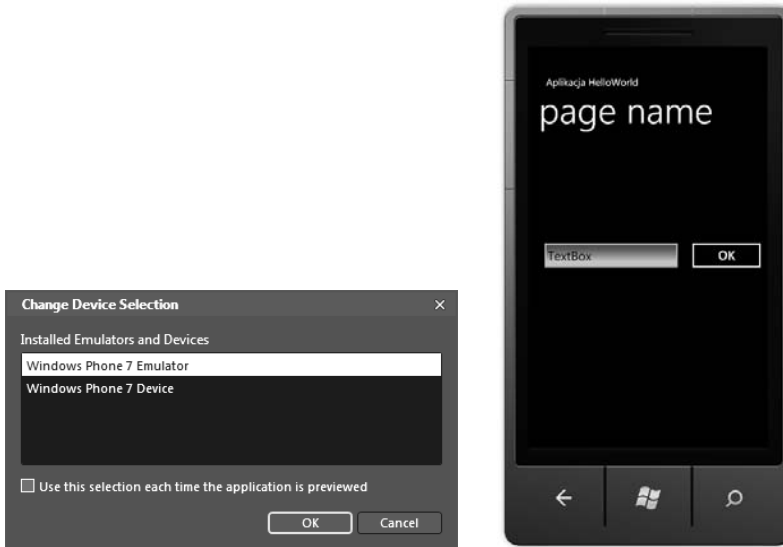 Change Device Selection
Installed Emulators and Devices
Windows Phone 7 Emulator
Windows Phone 7 Device
Use this selection each time the application is previewed
OK Cancel
Aplikacja HelloWorld
page name
TextBox OK